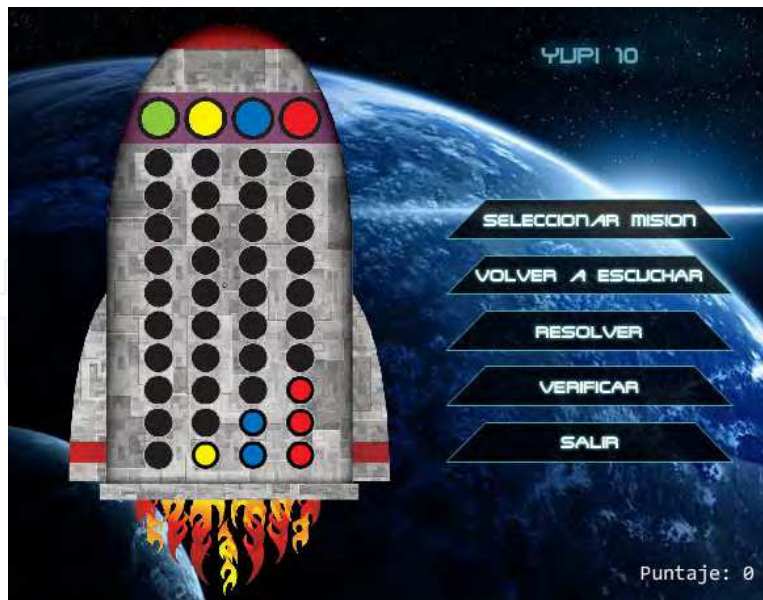 YUPI 10
SELECCIONAR MISION
VOLVER A ESCUCHAR
RESOLVER
VERIFICAR
SALIR
Puntaje: 0